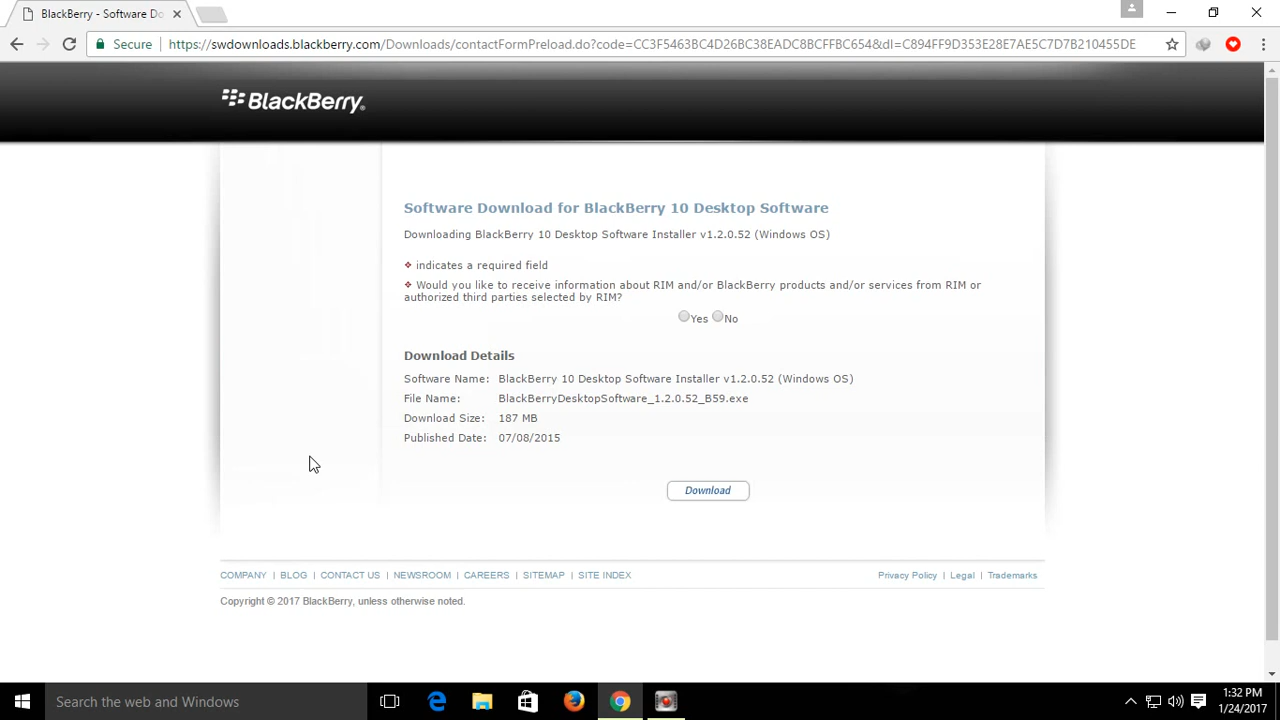 BlackBerry - Software Do
Secure https://swdownloads.blackberry.com/Downloads/contactFormPreload.do?code=CC3F5463BC4D26BC38EADC8BCFFBC654&dl=C894FF9D353E28E7AE5C7D7B210455DE
BlackBerry
Software Download for BlackBerry 10 Desktop Software
Downloading BlackBerry 10 Desktop Software Installer v1.2.0.52 (Windows OS)
indicates a required field
Would you like to receive information about RIM and/or BlackBerry products and/or services from RIM or
authorized third parties selected by RIM?
Yes No
Download Details
Software Name: BlackBerry 10 Desktop Software Installer v1.2.0.52 (Windows OS)
File Name: BlackBerryDesktopSoftware_1.2.0.52_B59.exe
Download Size: 187 MB
Published Date: 07/08/2015
Download
COMPANY | BLOG | CONTACT US | NEWSROOM | CAREERS | SITEMAP | SITE INDEX Privacy Policy | Legal | Trademarks
Copyright © 2017 BlackBerry, unless otherwise noted.
Search the web and Windows
1:32 PM
1/24/2017